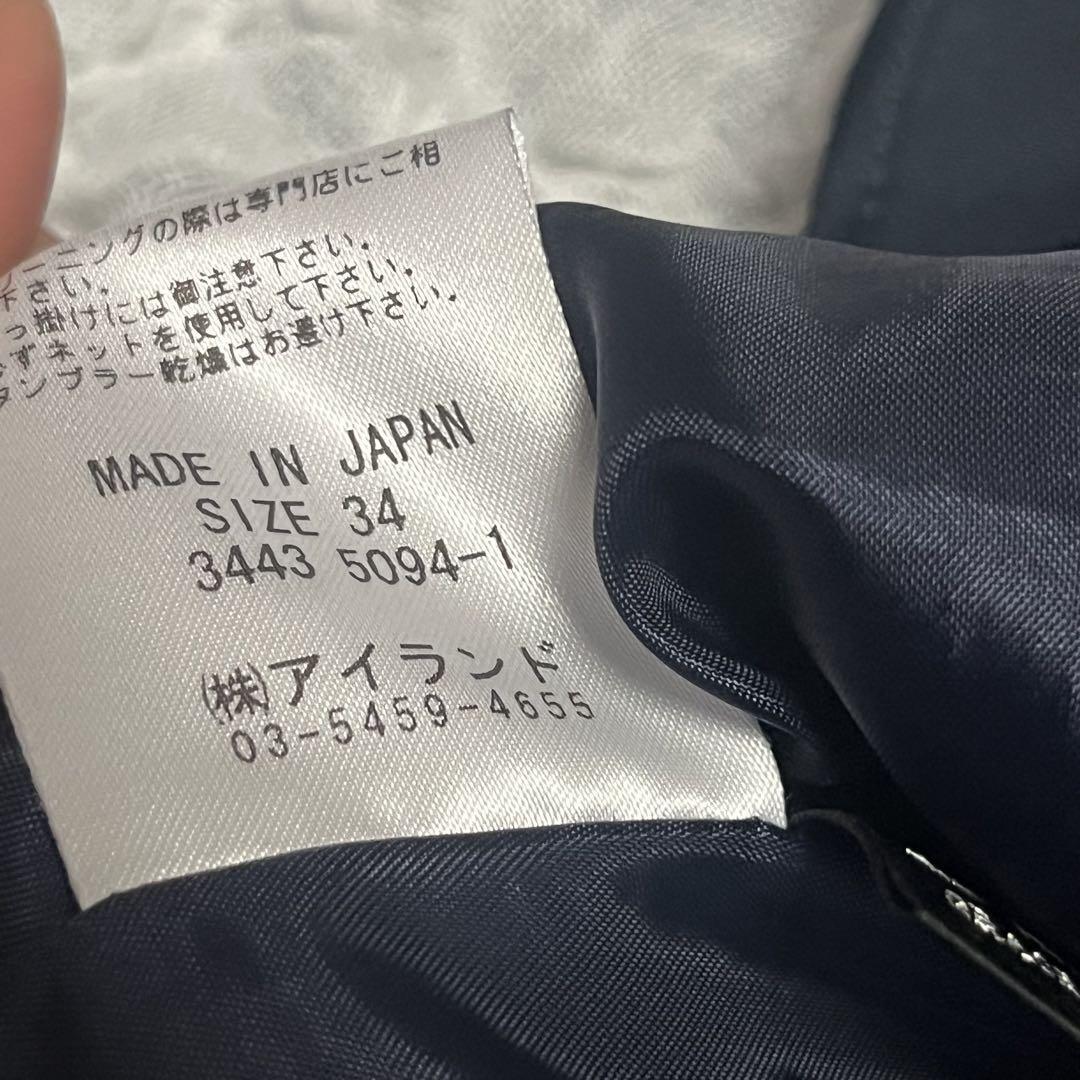 ーニングの際は専門店にご相
下さい.
っ掛けには御注意下さい.
ずネットを使用して下さい.
タンブラー乾燥はお避け下さい.
MADE IN JAPAN
SIZE 34
3443 5094-1
(株)アイランド
03-5459-4655